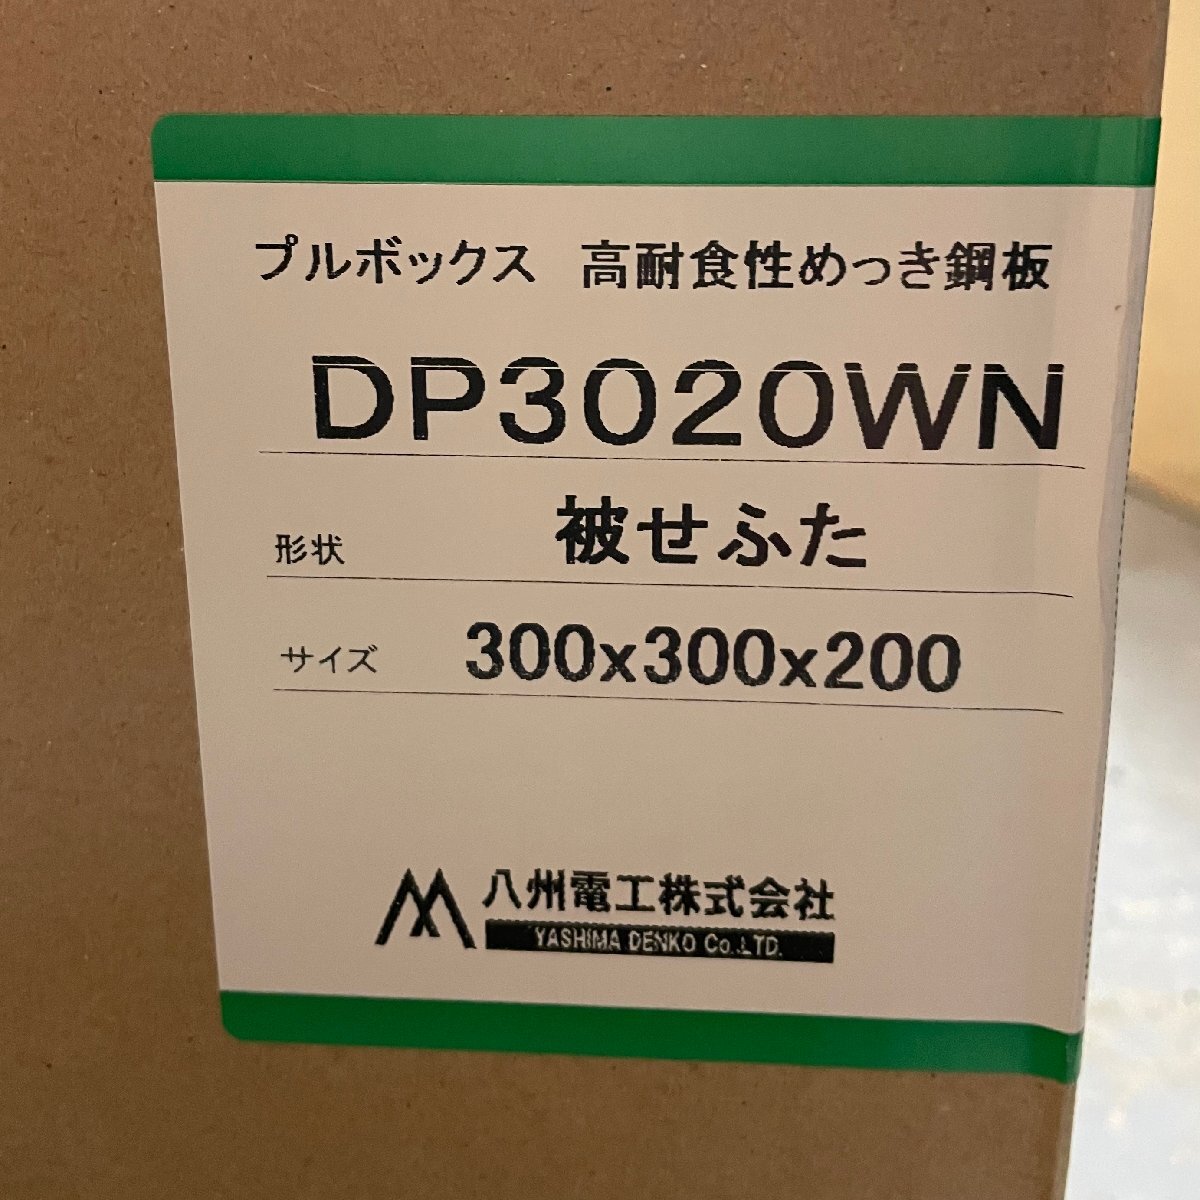 プルボックス 高耐食性めっき鋼板
DP3020WN
形状 被せふた
サイズ 300x300x200
八州電工株式会社
YASHIMA DENKO Co.,LTD.